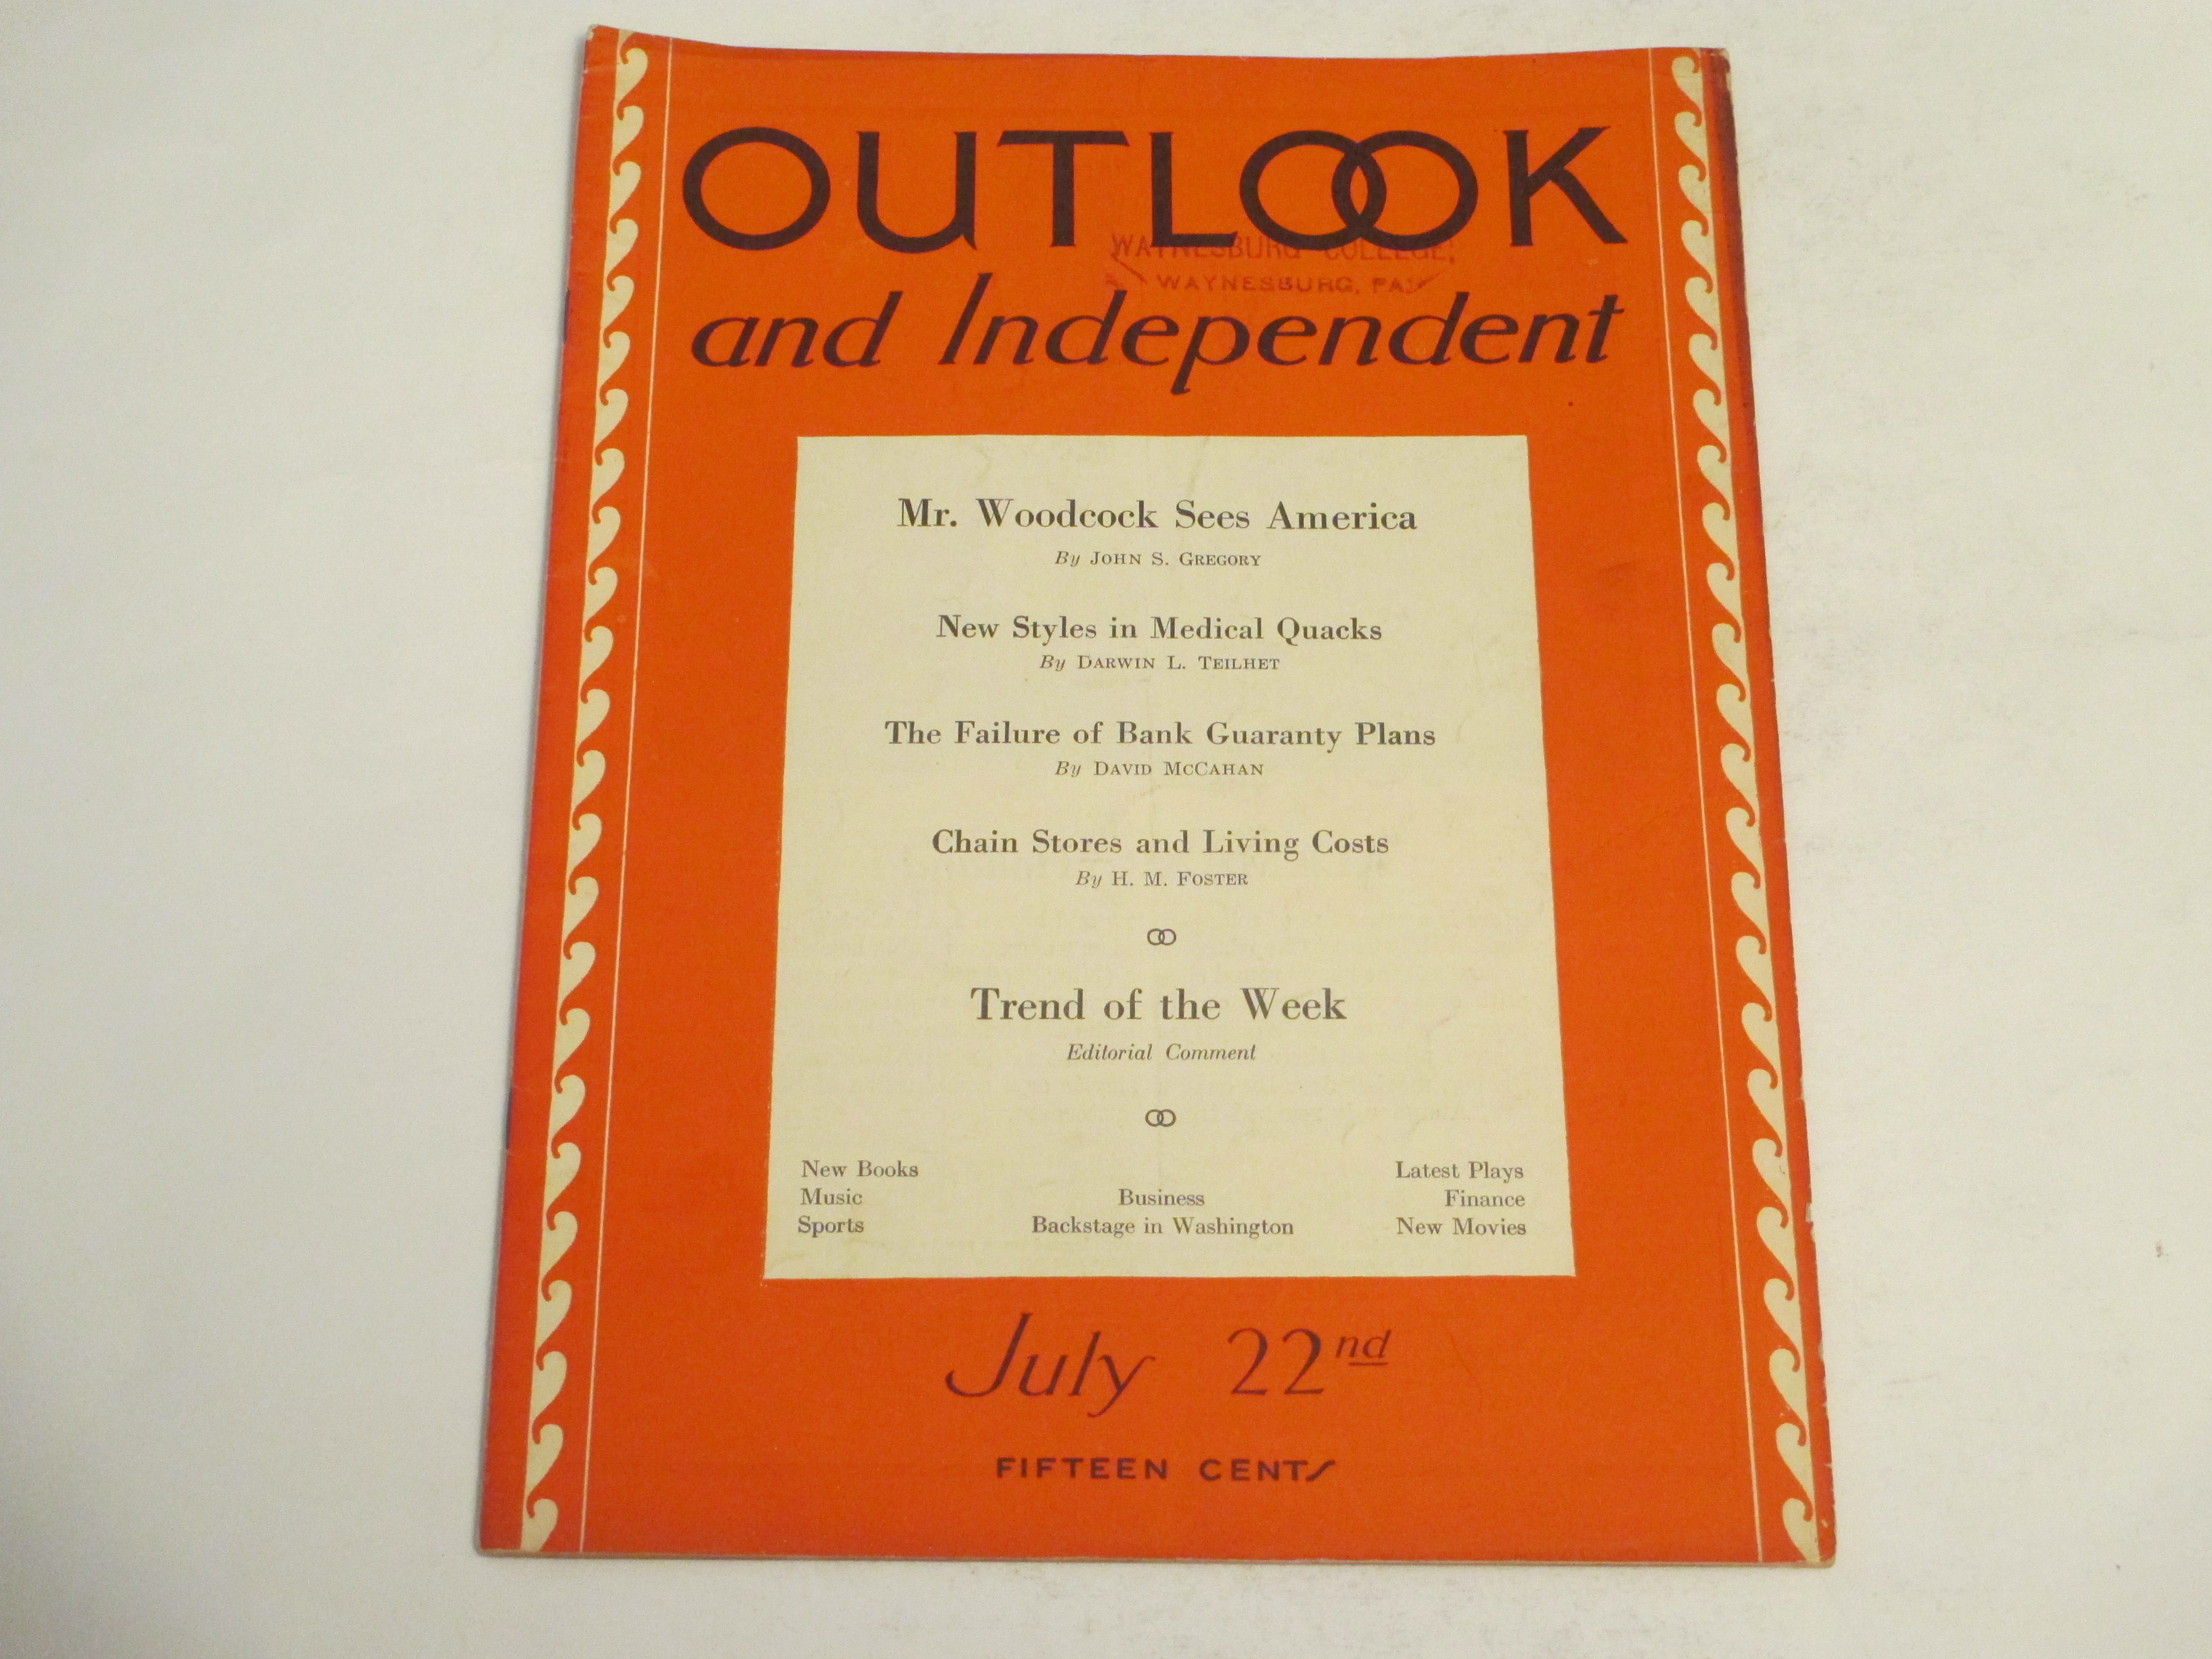 OUTLOOK
WAYNESBURG COLLEGE,
WAYNESBURG, PA.
and Independent
Mr. Woodcock Sees America
By JOHN S. GREGORY
New Styles in Medical Quacks
By DARWIN L. TEILHET
The Failure of Bank Guaranty Plans
By DAVID MCCAHAN
Chain Stores and Living Costs
By H. M. FOSTER
Trend of the Week
Editorial Comment
New Books Latest Plays
Music Business Finance
Sports Backstage in Washington New Movies
July 22nd
FIFTEEN CENTS